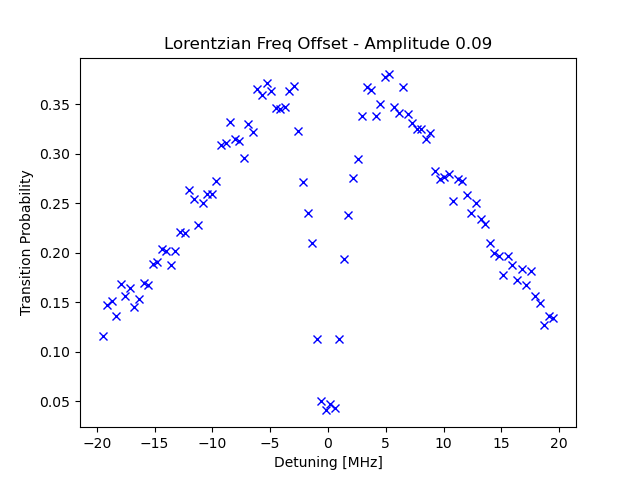 Lorentzian Freq Offset - Amplitude 0.09
Transition Probability
0.35
0.30
0.25
0.20
0.15
0.10
0.05
−20 −15 −10 −5 0 5 10 15 20
Detuning [MHz]